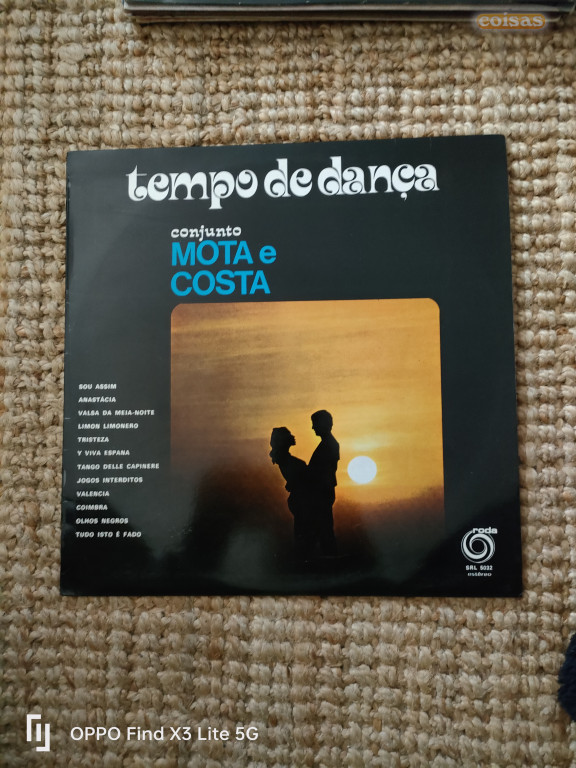 coisas
tempo de dança
conjunto
MOTA e
COSTA
SOU ASSIM
ANASTÁCIA
VALSA DA MEIA-NOITE
LIMON LIMONERO
TRISTEZA
Y VIVA ESPANA
TANGO DELLE CAPINERE
JOGOS INTERDITOS
VALENCIA
COIMBRA
OLHOS NEGROS
TUDO ISTO É FADO
roda
SRL 5032
estéreo
OPPO Find X3 Lite 5G